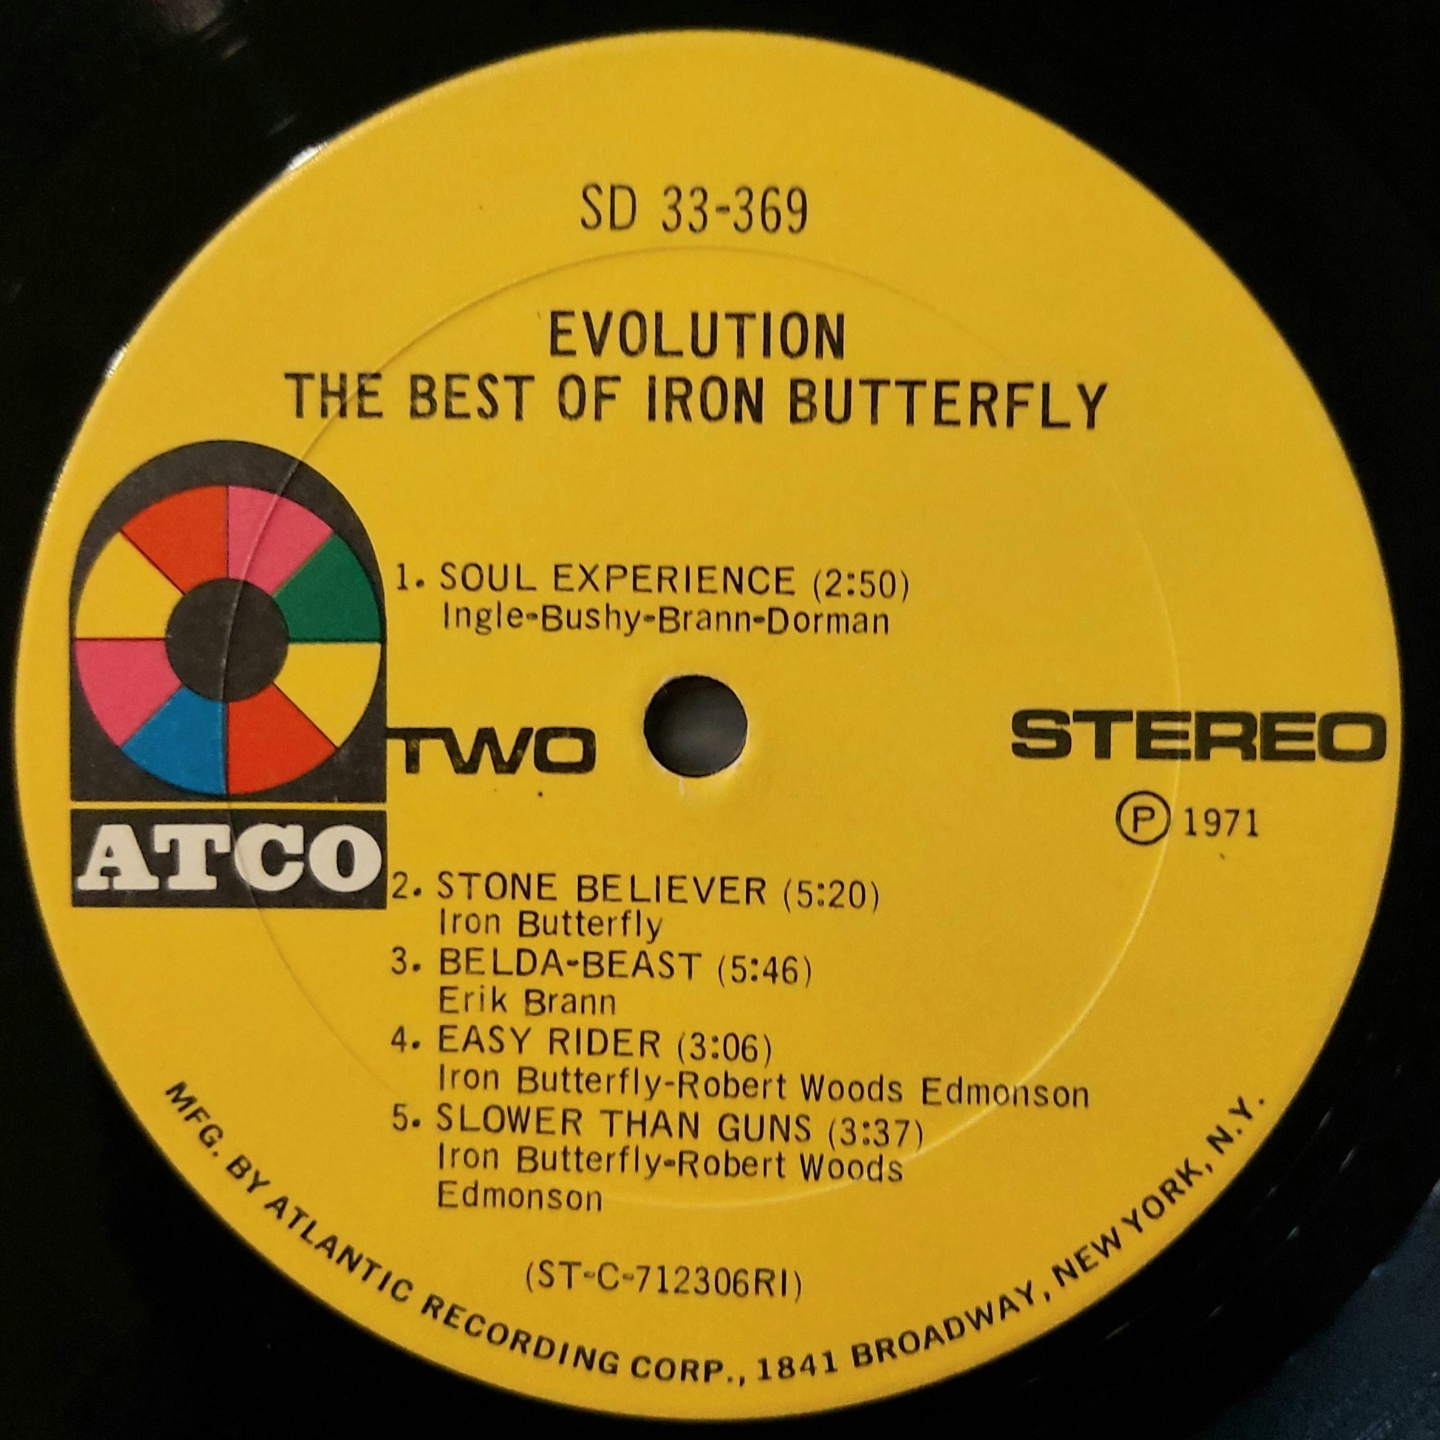 SD 33-369
EVOLUTION
THE BEST OF IRON BUTTERFLY
1. SOUL EXPERIENCE (2:50)
Ingle-Bushy-Brann-Dorman
TWO
STEREO
Ⓟ 1971
ATCO
2. STONE BELIEVER (5:20)
Iron Butterfly
3. BELDA-BEAST (5:46)
Erik Brann
4. EASY RIDER (3:06)
Iron Butterfly-Robert Woods Edmonson
5. SLOWER THAN GUNS (3:37)
Iron Butterfly-Robert Woods
Edmonson
(ST-C-712306RI)
MFG. BY ATLANTIC RECORDING CORP., 1841 BROADWAY, NEW YORK, N.Y.